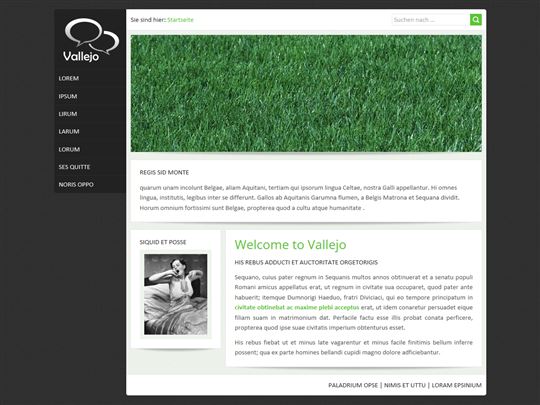 Vallejo
LOREM
IPSUM
LIRUM
LARUM
LORUM
SES QUITTE
NORIS OPPO
Sie sind hier: Startseite
Suchen nach ...
REGIS SID MONTE
quarum unam incolunt Belgae, aliam Aquitani, tertiam qui ipsorum lingua Celtae, nostra Galli appellantur. Hi omnes
lingua, institutis, legibus inter se differunt. Gallos ab Aquitanis Garumna flumen, a Belgis Matrona et Sequana dividit.
Horum omnium fortissimi sunt Belgae, propterea quod a cultu atque humanitate .
SIQUID ET POSSE
Welcome to Vallejo
HIS REBUS ADDUCTI ET AUCTORITATE ORGETORIGIS
Sequano, cuius pater regnum in Sequanis multos annos obtinuerat et a senatu populi
Romani amicus appellatus erat, ut regnum in civitate sua occuparet, quod pater ante
habuerit; itemque Dumnorigi Haeduo, fratri Diviciaci, qui eo tempore principatum in
civitate obtinebat ac maxime plebi acceptus erat, ut idem conaretur persuadet eique
filiam suam in matrimonium dat. Perfacile factu esse illis probat conata perficere,
propterea quod ipse suae civitatis imperium obtenturus esset.
His rebus fiebat ut et minus late vagarentur et minus facile finitimis bellum inferre
possent; qua ex parte homines bellandi cupidi magno dolore adficiebantur.
PALADRIUM OPSE | NIMIS ET UTTU | LORAM EPSINIUM